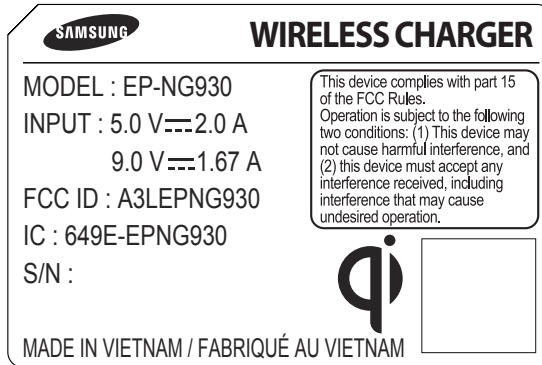 SAMSUNG
WIRELESS CHARGER
MODEL : EP-NG930
INPUT : 5.0 V⎓2.0 A
9.0 V⎓1.67 A
FCC ID : A3LEPNG930
IC : 649E-EPNG930
S/N :
This device complies with part 15
of the FCC Rules.
Operation is subject to the following
two conditions: (1) This device may
not cause harmful interference, and
(2) this device must accept any
interference received, including
interference that may cause
undesired operation.
qi
MADE IN VIETNAM / FABRIQUÉ AU VIETNAM